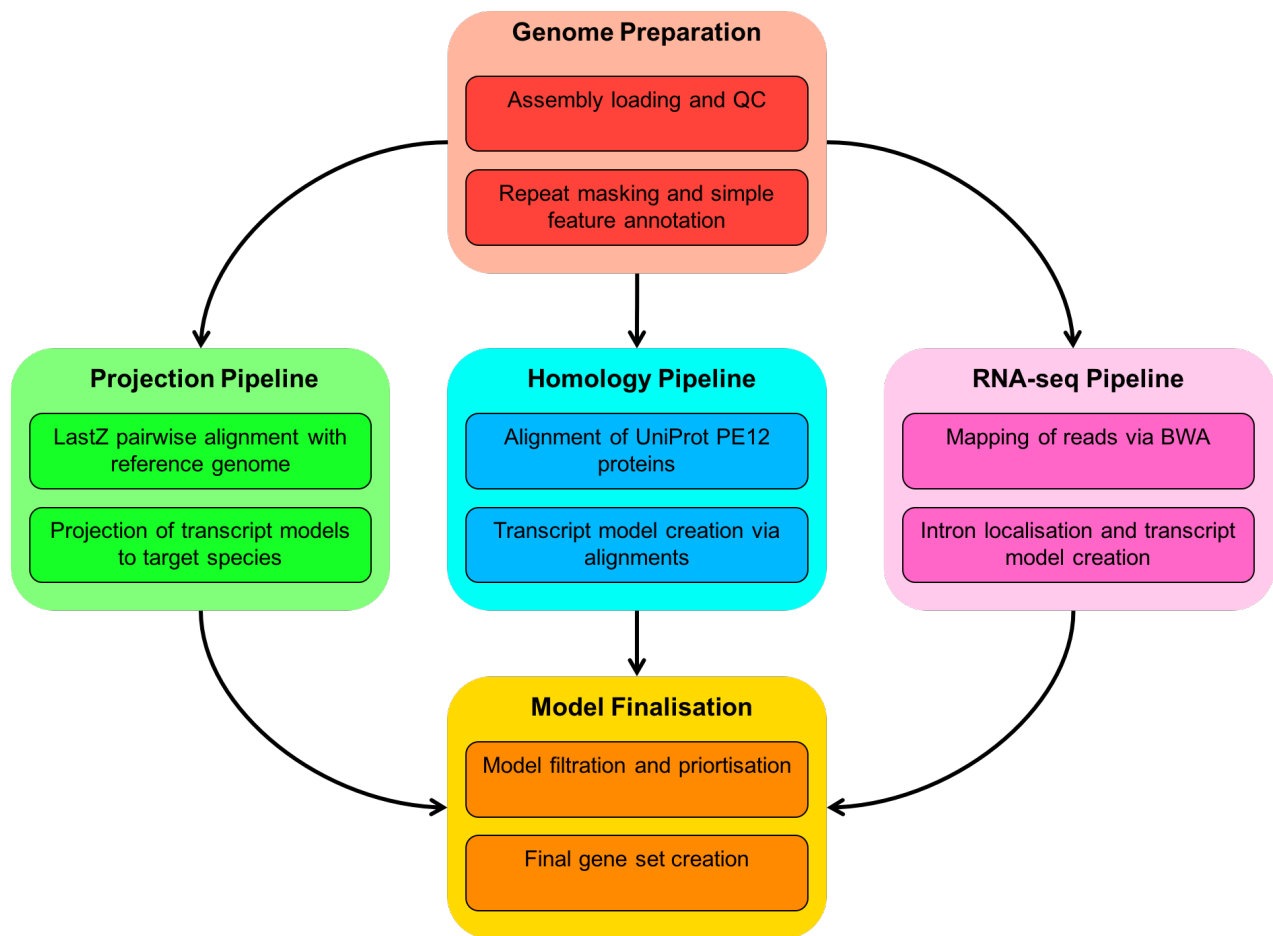 Genome Preparation
Assembly loading and QC
Repeat masking and simple
feature annotation
Projection Pipeline
LastZ pairwise alignment with
reference genome
Projection of transcript models
to target species
Homology Pipeline
Alignment of UniProt PE12
proteins
Transcript model creation via
alignments
RNA-seq Pipeline
Mapping of reads via BWA
Intron localisation and transcript
model creation
Model Finalisation
Model filtration and priortisation
Final gene set creation